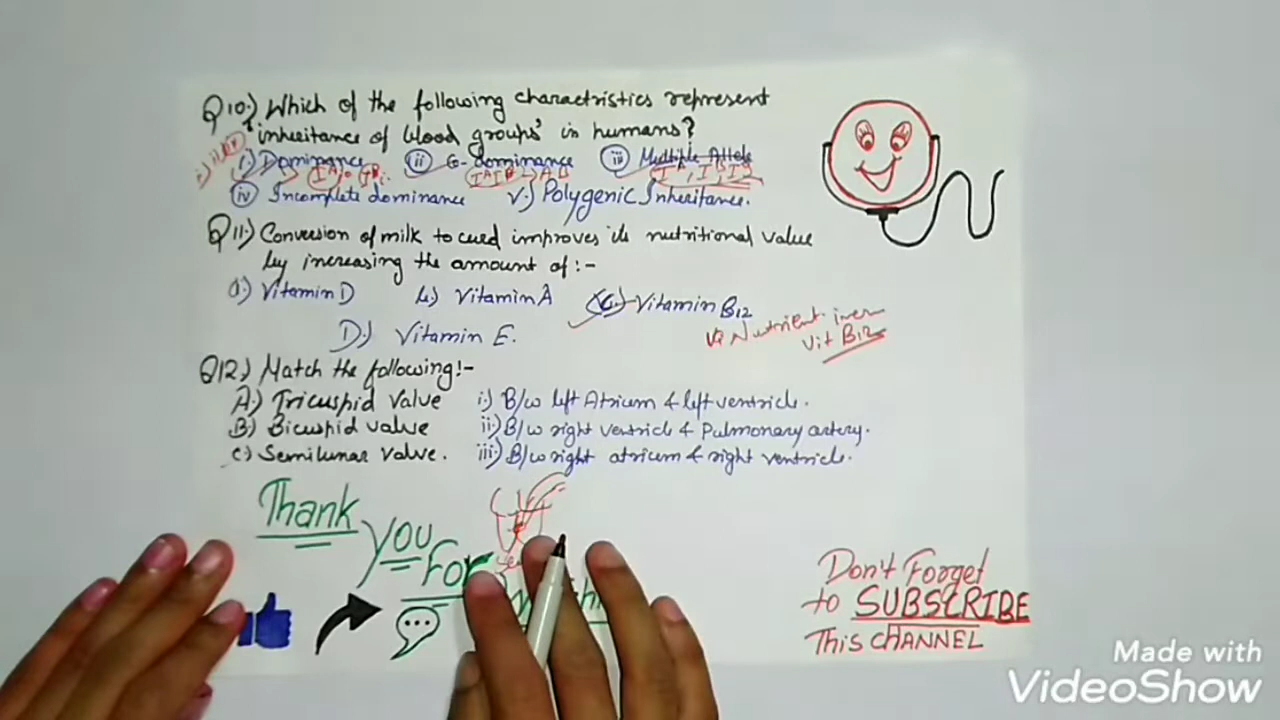 Q10.) Which of the following charactristics represent
'inheritance of blood groups' in humans?
i) Dominance (ii) Co-dominance (iii) Multiple Allele
(iv) Incomplete dominance v.) Polygenic Inheritance.
Q11.) Conversion of milk to curd improves its nutritional value
by increasing the amount of:-
a) Vitamin D b.) Vitamin A (c.) Vitamin B12
Nutrient
Vit B12
D.) Vitamin E.
Q12.) Match the following:-
A.) Tricuspid Valve i.) B/w left Atrium & left ventricle.
B.) Bicuspid valve ii.) B/w right ventricle & Pulmonary artery.
C) Semilunar Valve. iii) B/w right atrium & right ventricle.
Thank
you
For
Don't Forget
to SUBSCRIBE
This CHANNEL
Made with
VideoShow